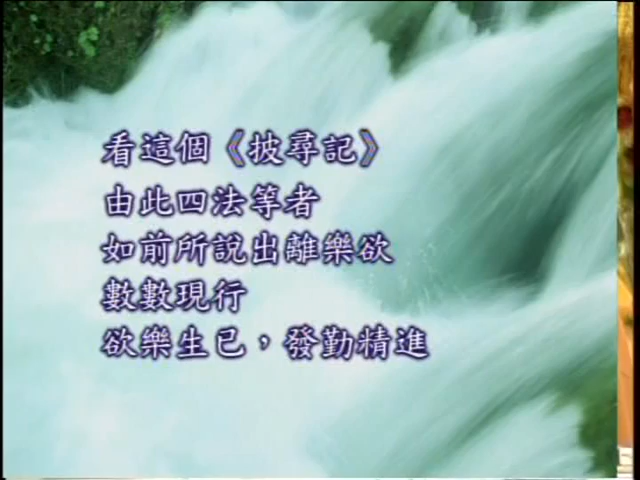 看這個《披尋記》
由此四法等者
如前所說出離樂欲
數數現行
欲樂生已，發勤精進